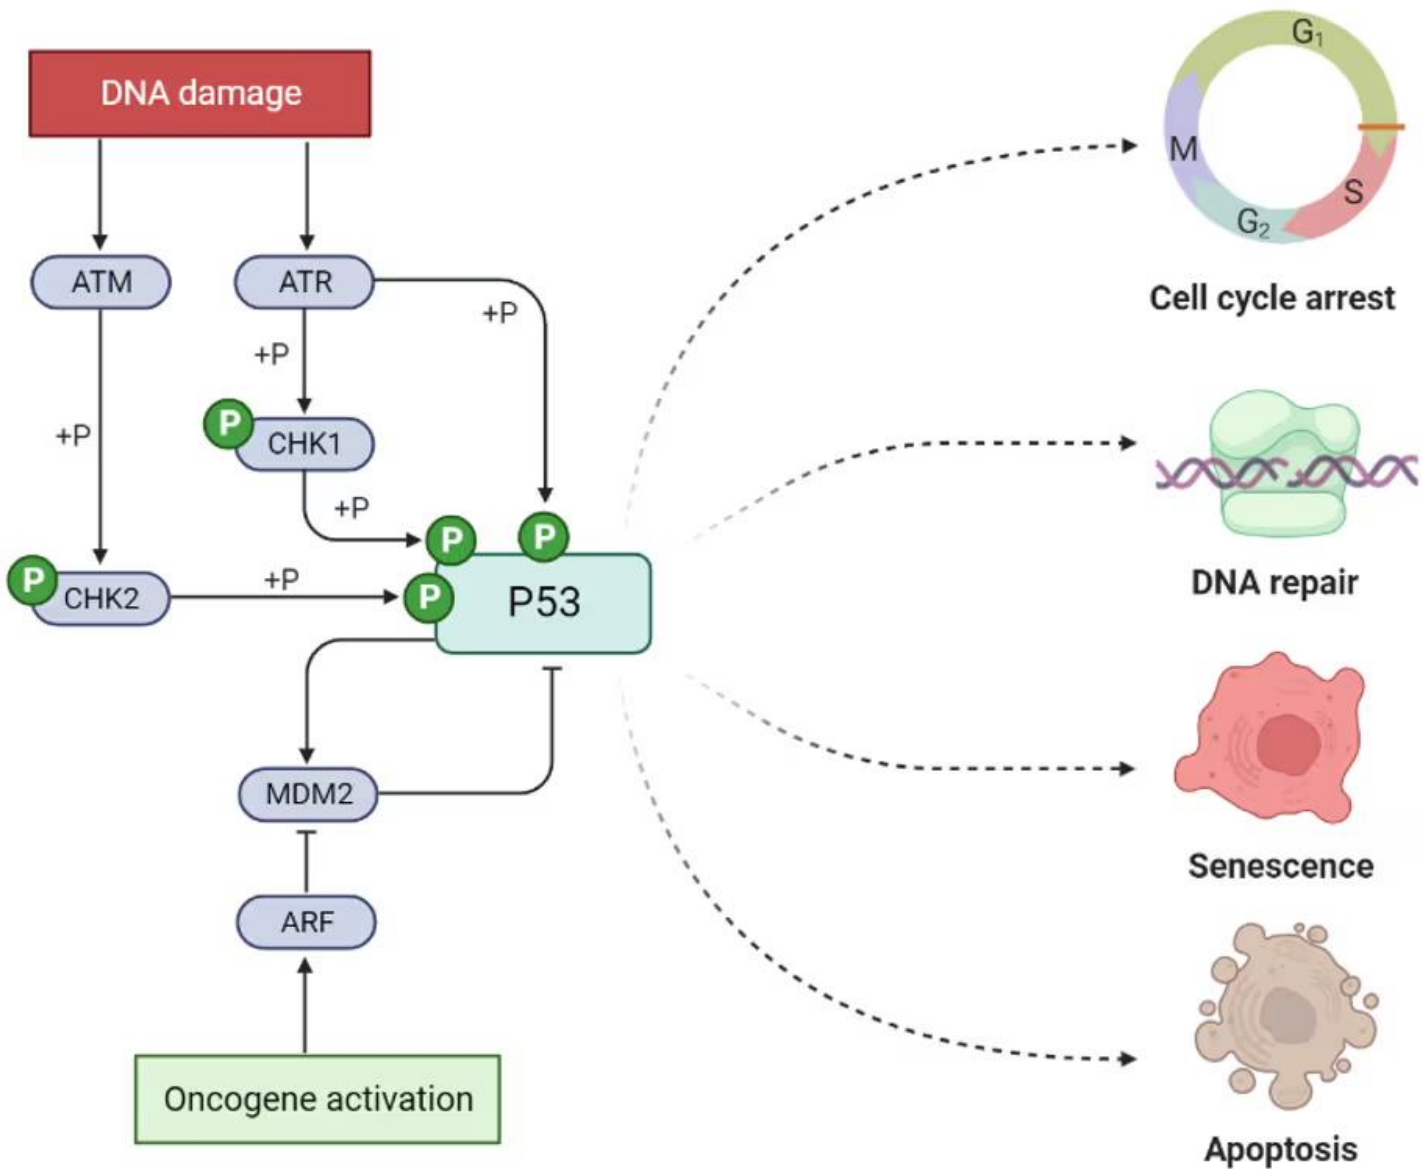 DNA damage
ATM
ATR
+P
+P
+P
P
CHK1
+P
P
P
P
CHK2
+P
P
P53
MDM2
ARF
Oncogene activation
G₁
M
S
G₂
Cell cycle arrest
DNA repair
Senescence
Apoptosis